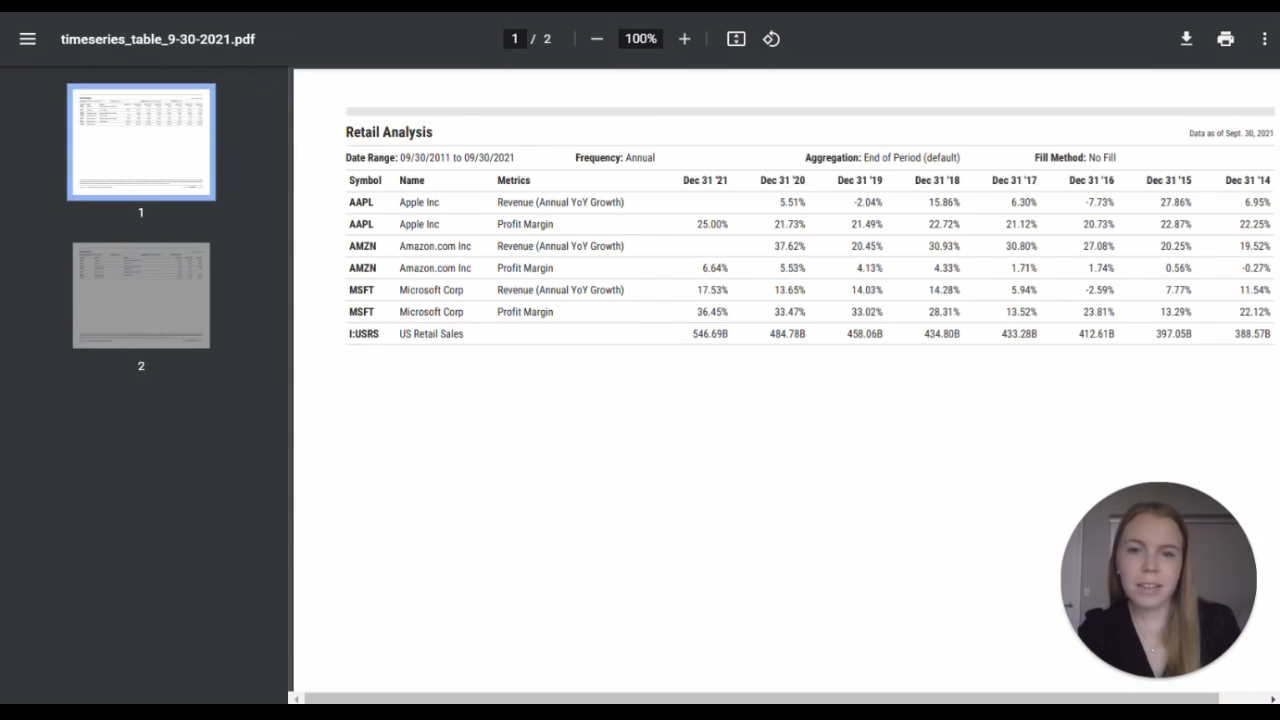 timeseries_table_9-30-2021.pdf 1 / 2 100%
1
2
Retail Analysis Data as of Sept. 30, 2021
Date Range: 09/30/2011 to 09/30/2021 Frequency: Annual Aggregation: End of Period (default) Fill Method: No Fill
Symbol Name Metrics Dec 31 '21 Dec 31 '20 Dec 31 '19 Dec 31 '18 Dec 31 '17 Dec 31 '16 Dec 31 '15 Dec 31 '14
AAPL Apple Inc Revenue (Annual YoY Growth) 5.51% -2.04% 15.86% 6.30% -7.73% 27.86% 6.95%
AAPL Apple Inc Profit Margin 25.00% 21.73% 21.49% 22.72% 21.12% 20.73% 22.87% 22.25%
AMZN Amazon.com Inc Revenue (Annual YoY Growth) 37.62% 20.45% 30.93% 30.80% 27.08% 20.25% 19.52%
AMZN Amazon.com Inc Profit Margin 6.64% 5.53% 4.13% 4.33% 1.71% 1.74% 0.56% -0.27%
MSFT Microsoft Corp Revenue (Annual YoY Growth) 17.53% 13.65% 14.03% 14.28% 5.94% -2.59% 7.77% 11.54%
MSFT Microsoft Corp Profit Margin 36.45% 33.47% 33.02% 28.31% 13.52% 23.81% 13.29% 22.12%
I:USRS US Retail Sales 546.69B 484.78B 458.06B 434.80B 433.28B 412.61B 397.05B 388.57B